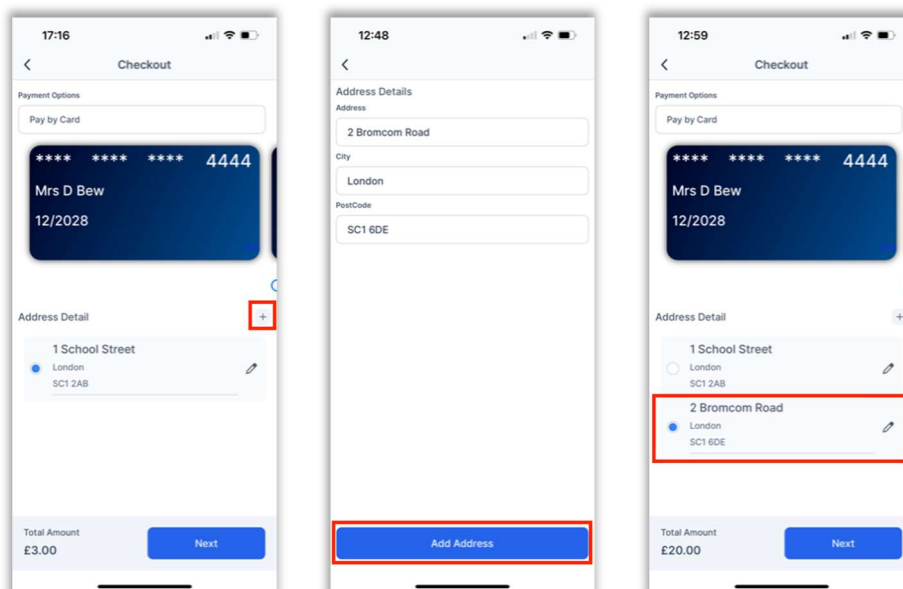 17:16
Checkout
Payment Options
Pay by Card
**** **** **** 4444
Mrs D Bew
12/2028
Address Detail
+
1 School Street
London
SC1 2AB
Total Amount
£3.00
Next
12:48
Address Details
Address
2 Bromcom Road
City
London
PostCode
SC1 6DE
Add Address
12:59
Checkout
Payment Options
Pay by Card
**** **** **** 4444
Mrs D Bew
12/2028
Address Detail
+
1 School Street
London
SC1 2AB
2 Bromcom Road
London
SC1 6DE
Total Amount
£20.00
Next